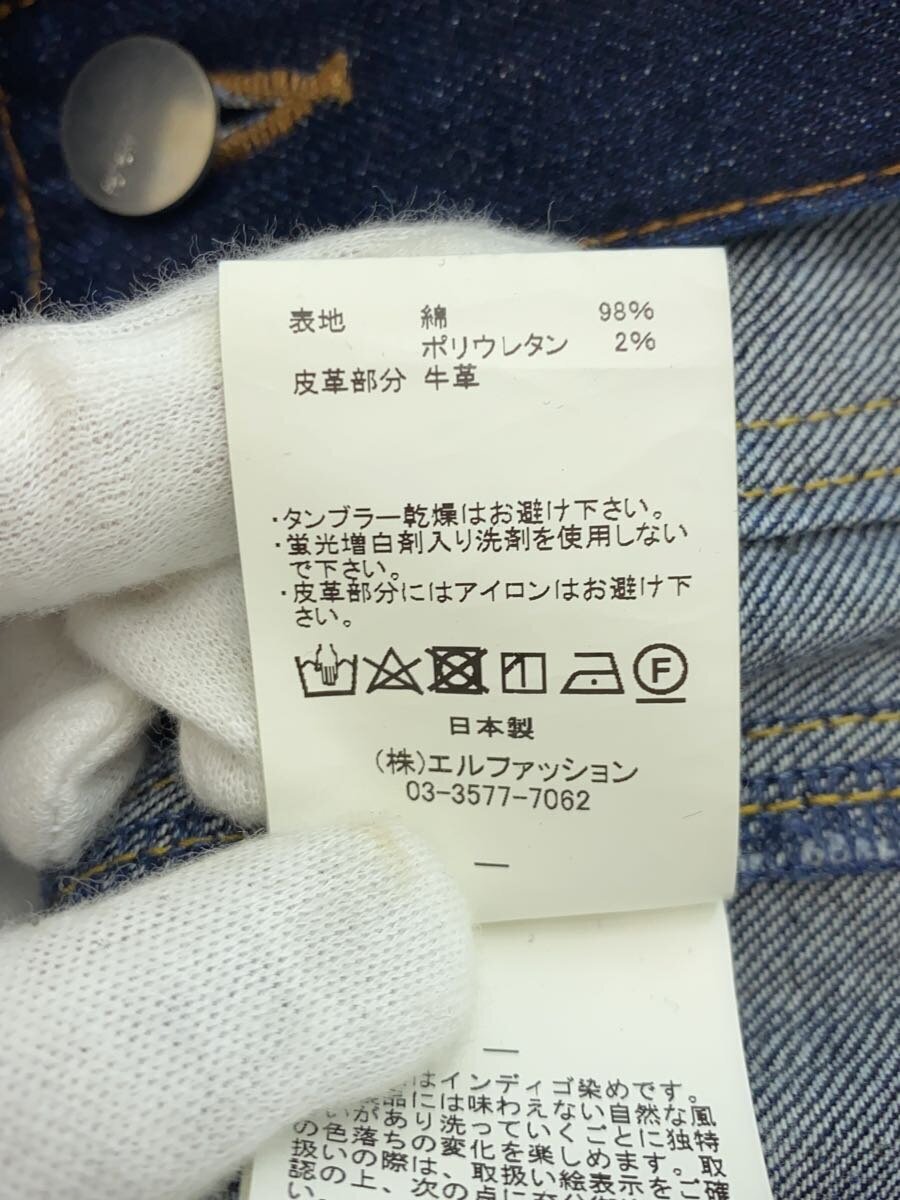 表地 綿 98%
ポリウレタン 2%
皮革部分 牛革
・タンブラー乾燥はお避け下さい。
・蛍光増白剤入り洗剤を使用しない
で下さい。
・皮革部分にはアイロンはお避け下
さい。
F
日本製
(株)エルファッション
03-3577-7062
はインディゴ染めです。
品には味わえない自然な風
があり洗っていくごとに独特
い色落ちの変化を楽しめます。ご
扱いの際は、取扱い絵表示を
認の上、次の点に
い。